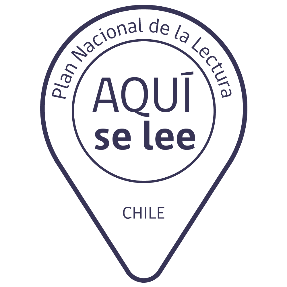 Plan Nacional de la Lectura
AQUÍ
se lee
CHILE